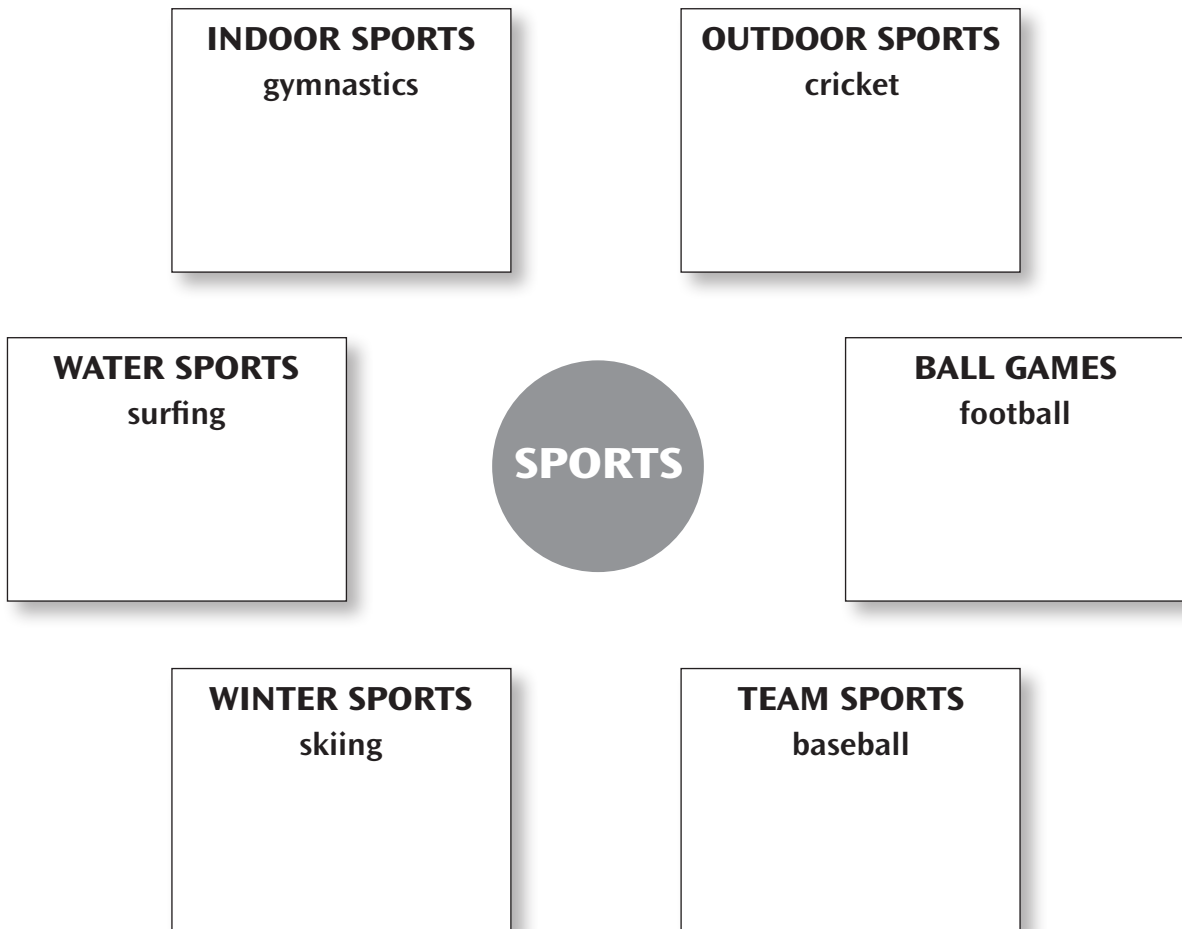 INDOOR SPORTS
gymnastics
OUTDOOR SPORTS
cricket
WATER SPORTS
surfing
SPORTS
BALL GAMES
football
WINTER SPORTS
skiing
TEAM SPORTS
baseball